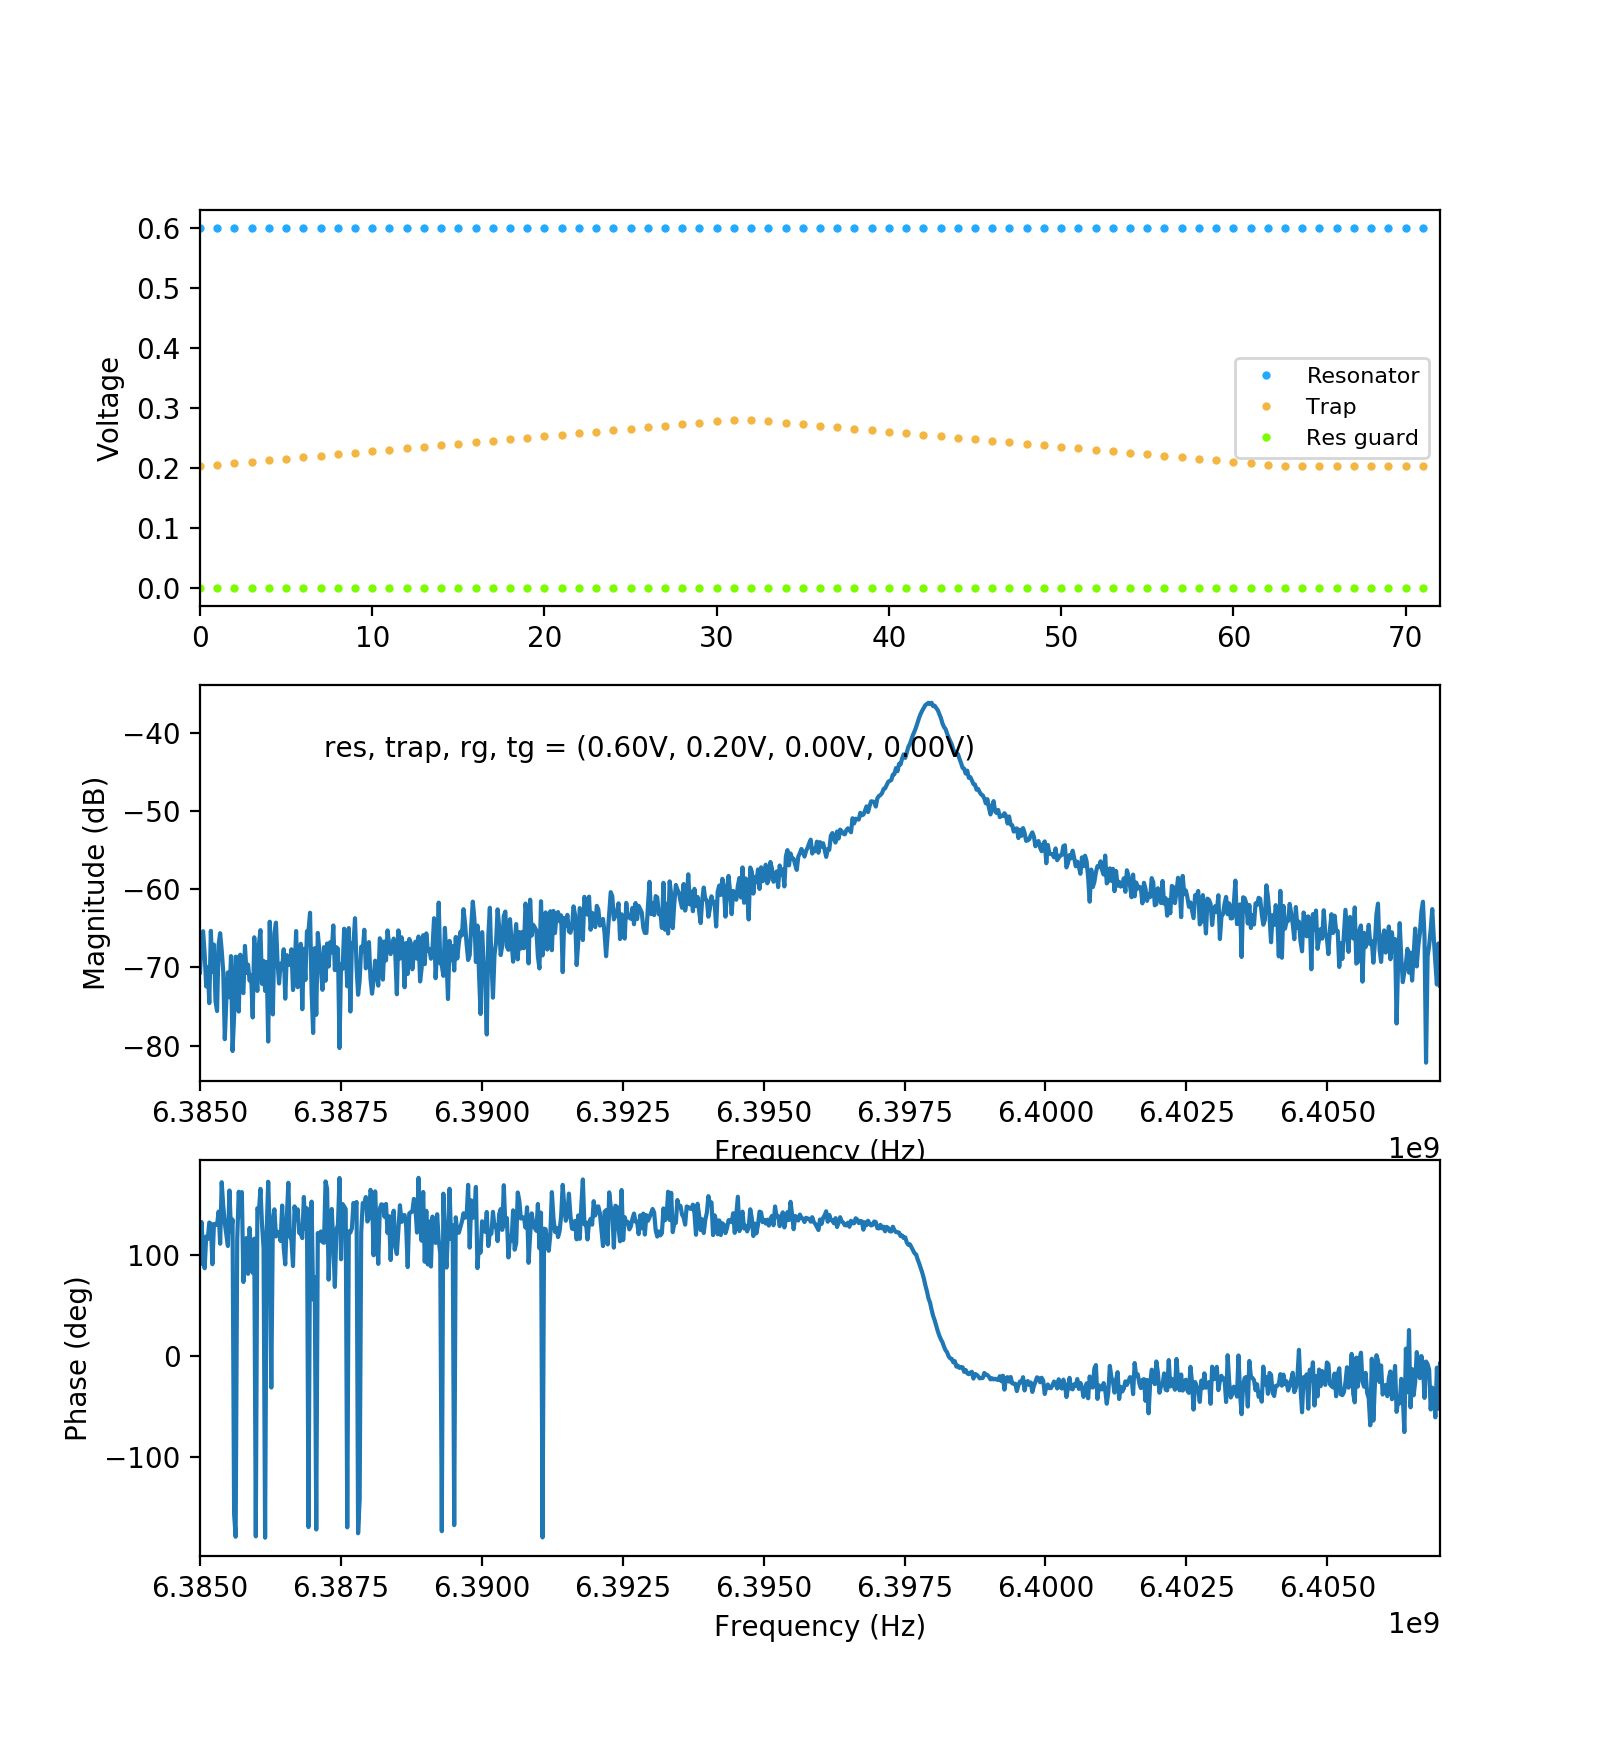 0.6
0.5
0.4
0.3
0.2
0.1
0.0
Voltage
Resonator
Trap
Res guard
0 10 20 30 40 50 60 70
−40
−50
−60
−70
−80
Magnitude (dB)
res, trap, rg, tg = (0.60V, 0.20V, 0.00V, 0.00V)
6.3850 6.3875 6.3900 6.3925 6.3950 6.3975 6.4000 6.4025 6.4050
Frequency (Hz)
1e9
100
0
−100
Phase (deg)
6.3850 6.3875 6.3900 6.3925 6.3950 6.3975 6.4000 6.4025 6.4050
Frequency (Hz)
1e9